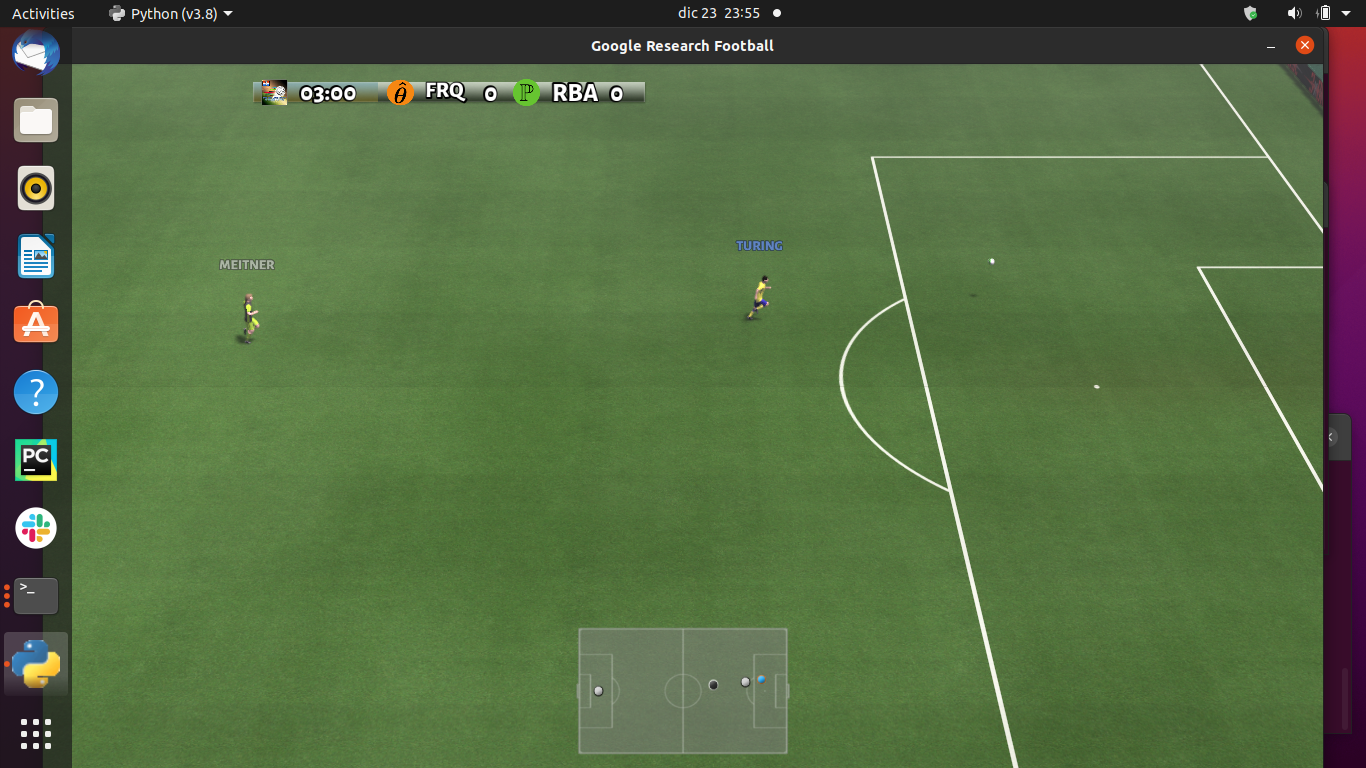 Activities Python (v3.8) dic 23 23:55
Google Research Football
03:00 θ̂ FRQ 0 ℙ RBA 0
TURING
MEITNER
A
?
PC
>_